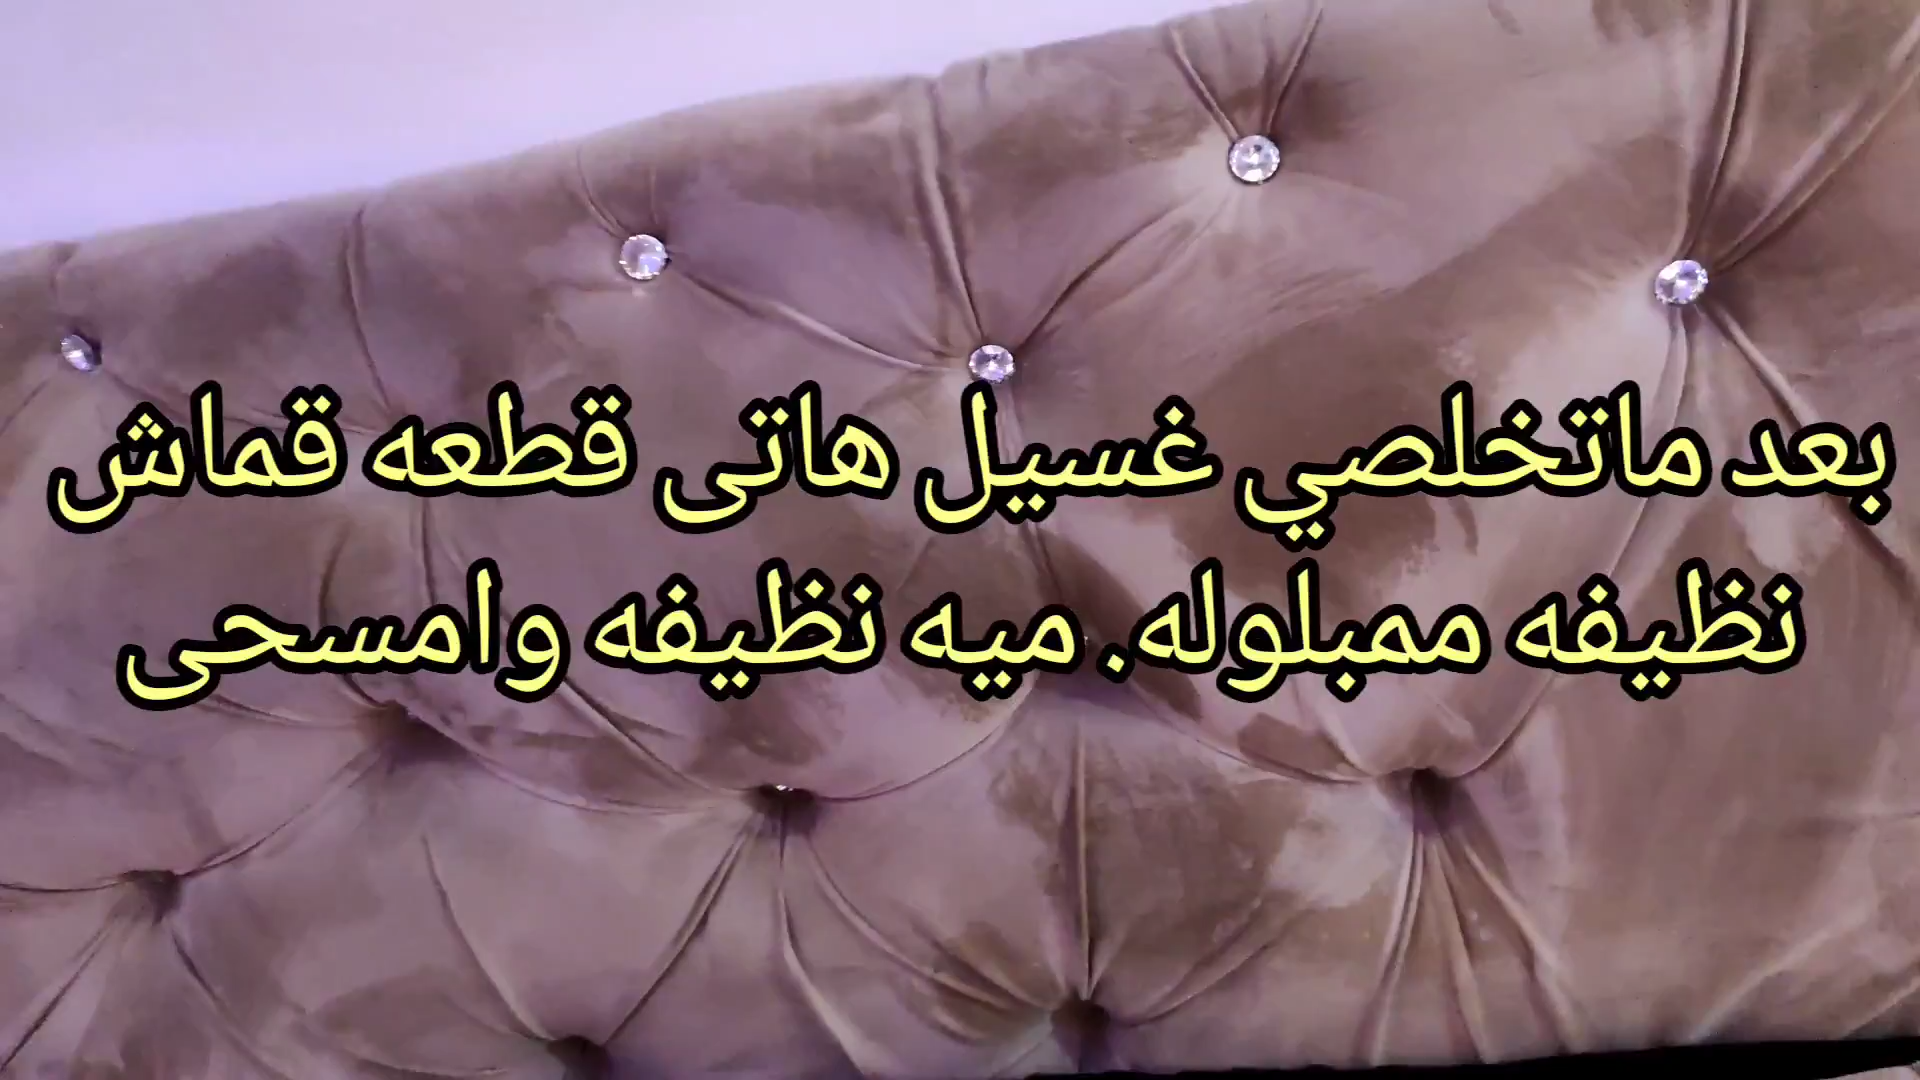 بعد ماتخلصي غسيل هاتى قطعه قماش
نظيفه ممبلوله. ميه نظيفه وامسحى